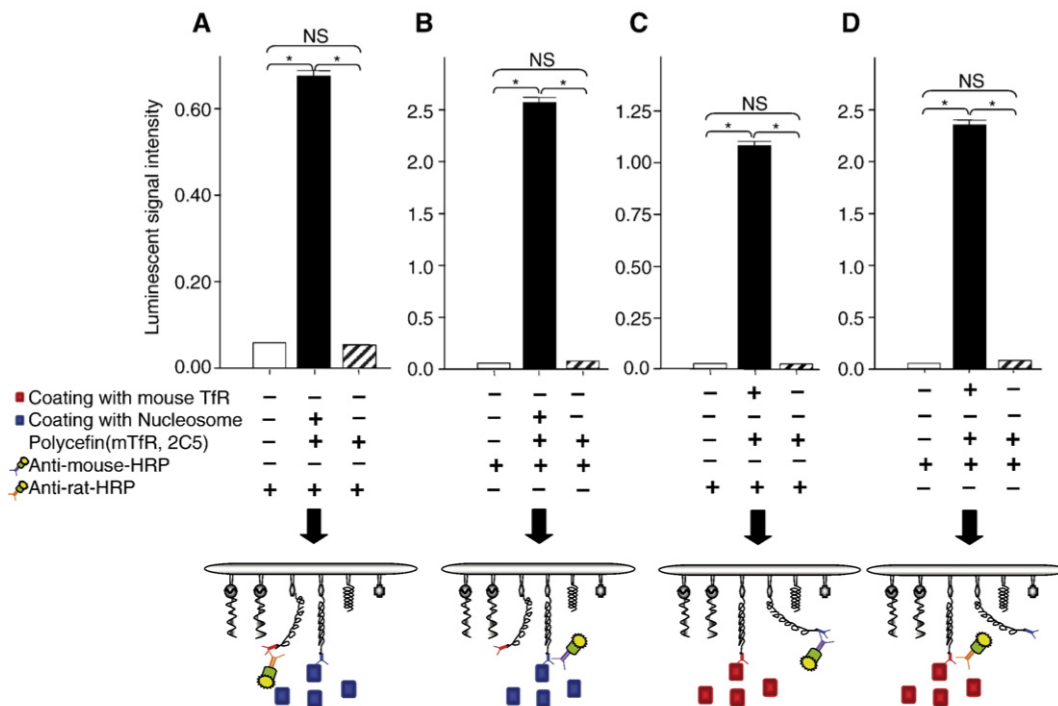 A B C D
NS NS NS NS
* * * * * * * *
Luminescent signal intensity
0.60
0.40
0.20
0.00
2.5
2.0
1.5
1.0
0.5
0.0
1.25
1.00
0.75
0.50
0.25
0.00
2.5
2.0
1.5
1.0
0.5
0.0
Coating with mouse TfR − − − − − − − + − − + −
Coating with Nucleosome − + − − + − − − − − − −
Polycefin(mTfR, 2C5) − + + − + + − + + − + +
Anti-mouse-HRP − − − + + + − − − + + +
Anti-rat-HRP + + + − − − + + + − − −